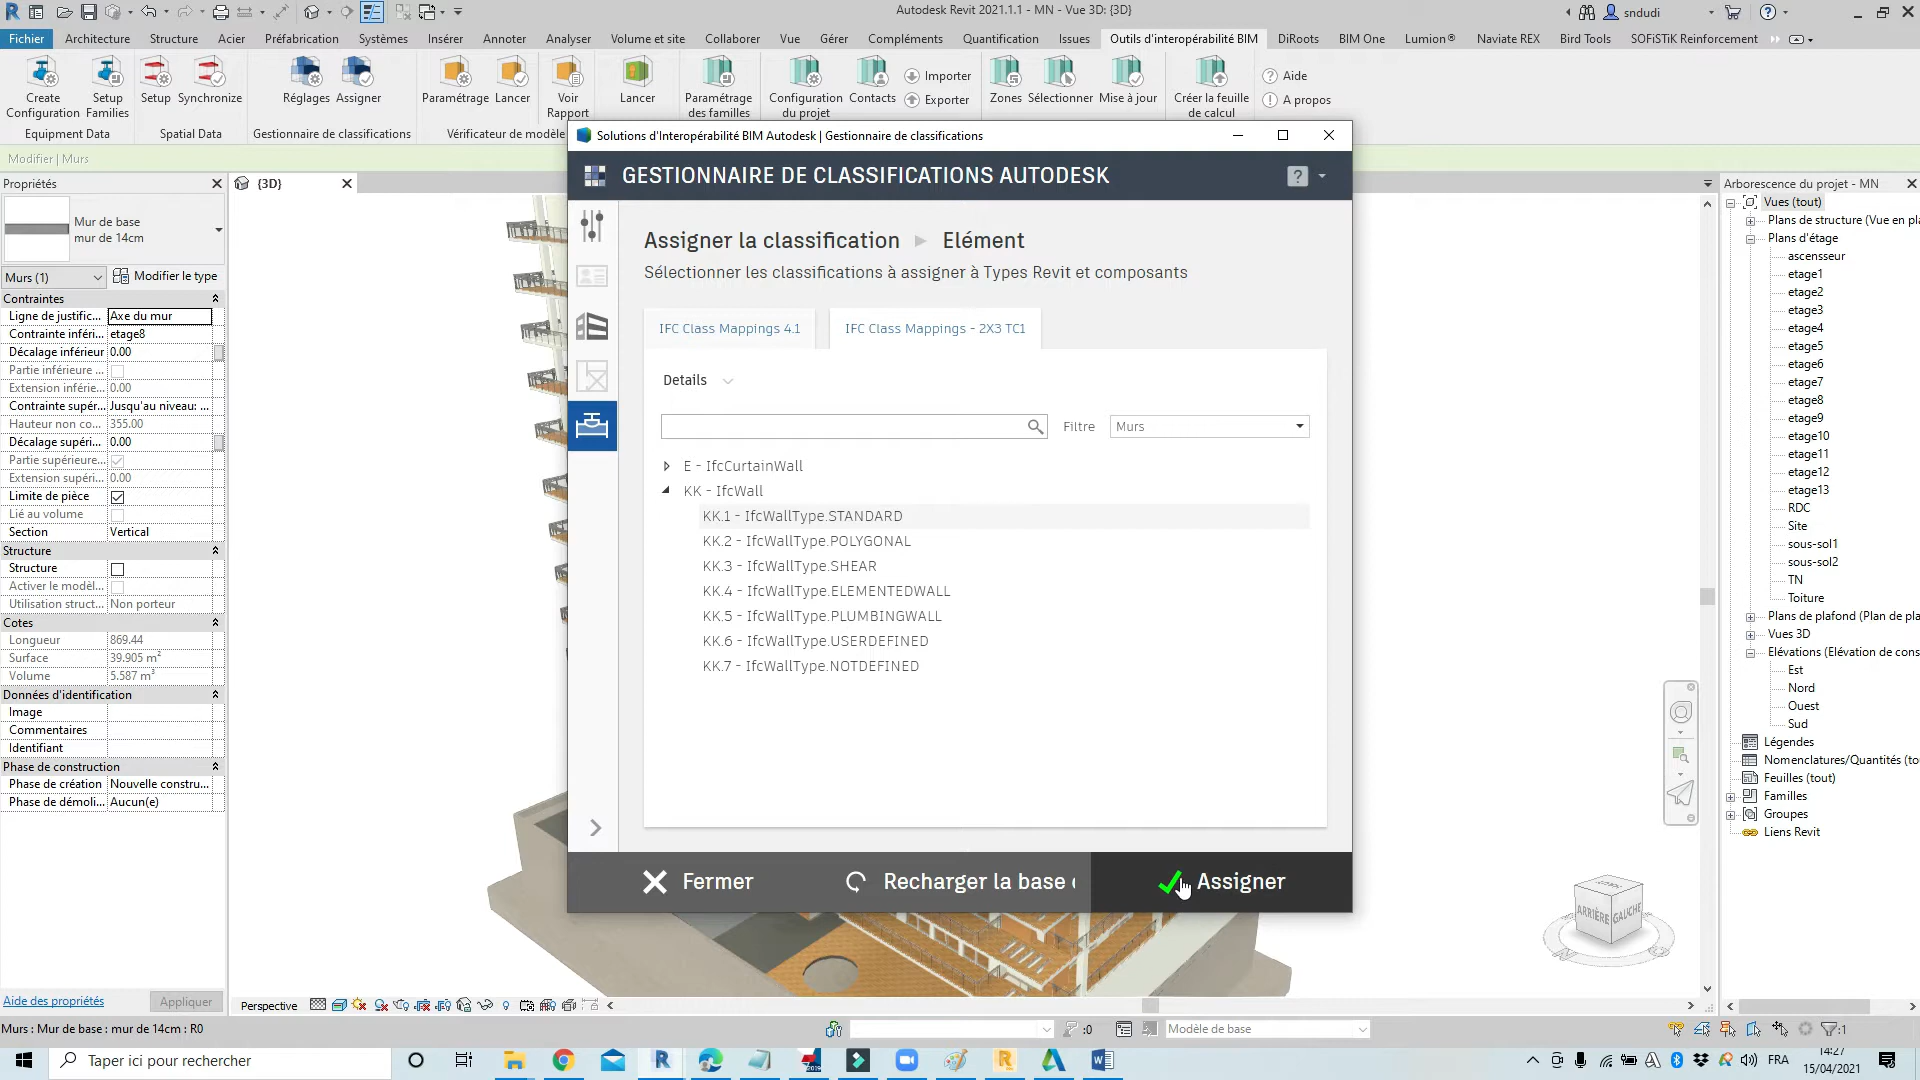 Autodesk Revit 2021.1.1 - MN - Vue 3D: {3D}
sndudi
Fichier Architecture Structure Acier Préfabrication Systèmes Insérer Annoter Analyser Volume et site Collaborer Vue Gérer Compléments Quantification Issues Outils d'interopérabilité BIM DiRoots BIM One Lumion® Naviate REX Bird Tools SOFiSTiK Reinforcement
Create Configuration
Setup Families
Setup
Synchronize
Réglages
Assigner
Paramétrage
Lancer
Voir Rapport
Lancer
Paramétrage des familles
Configuration du projet
Contacts
Importer
Exporter
Zones
Sélectionner
Mise à jour
Créer la feuille de calcul
Aide
A propos
Equipment Data
Spatial Data
Gestionnaire de classifications
Vérificateur de modèle
Modifier | Murs
Propriétés
Mur de base
mur de 14cm
Murs (1)
Modifier le type
Contraintes
Ligne de justific... Axe du mur
Contrainte inféri... etage8
Décalage inférieur 0.00
Partie inférieure ...
Extension inférie... 0.00
Contrainte supér... Jusqu'au niveau: ...
Hauteur non co... 355.00
Décalage supéri... 0.00
Partie supérieure...
Extension supéri... 0.00
Limite de pièce
Lié au volume
Section Vertical
Structure
Structure
Activer le modèl...
Utilisation struct... Non porteur
Cotes
Longueur 869.44
Surface 39.905 m²
Volume 5.587 m³
Données d'identification
Image
Commentaires
Identifiant
Phase de construction
Phase de création Nouvelle constru...
Phase de démoli... Aucun(e)
Aide des propriétés
Appliquer
{3D}
Solutions d'Interopérabilité BIM Autodesk | Gestionnaire de classifications
GESTIONNAIRE DE CLASSIFICATIONS AUTODESK
?
Assigner la classification Elément
Sélectionner les classifications à assigner à Types Revit et composants
IFC Class Mappings 4.1
IFC Class Mappings - 2X3 TC1
Details
Filtre Murs
E - IfcCurtainWall
KK - IfcWall
KK.1 - IfcWallType.STANDARD
KK.2 - IfcWallType.POLYGONAL
KK.3 - IfcWallType.SHEAR
KK.4 - IfcWallType.ELEMENTEDWALL
KK.5 - IfcWallType.PLUMBINGWALL
KK.6 - IfcWallType.USERDEFINED
KK.7 - IfcWallType.NOTDEFINED
Fermer
Recharger la base
Assigner
Arborescence du projet - MN
Vues (tout)
Plans de structure (Vue en pla
Plans d'étage
ascensseur
etage1
etage2
etage3
etage4
etage5
etage6
etage7
etage8
etage9
etage10
etage11
etage12
etage13
RDC
Site
sous-sol1
sous-sol2
TN
Toiture
Plans de plafond (Plan de pla
Vues 3D
Elévations (Elévation de cons
Est
Nord
Ouest
Sud
Légendes
Nomenclatures/Quantités (to
Feuilles (tout)
Familles
Groupes
Liens Revit
ARRIÈRE
GAUCHE
Perspective
Murs : Mur de base : mur de 14cm : R0
:0
Modèle de base
:1
Taper ici pour rechercher
FRA
14:27
15/04/2021